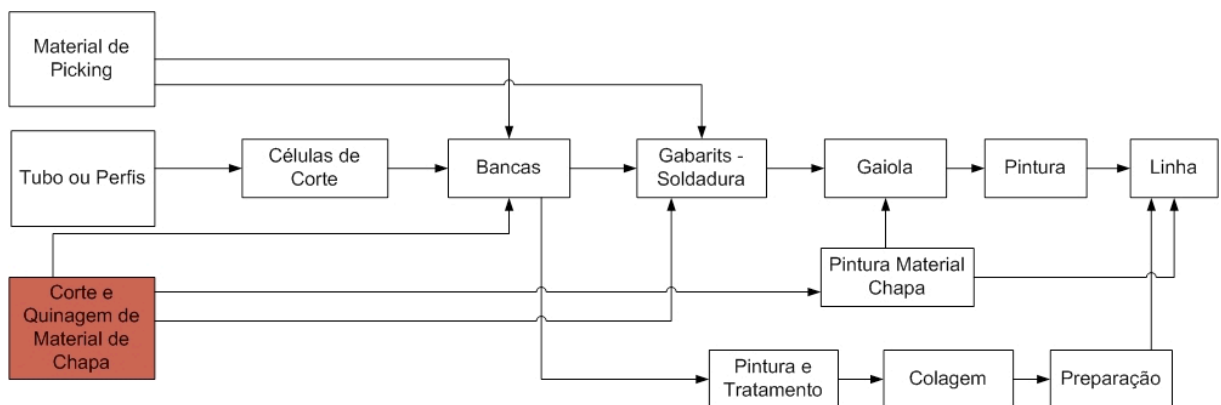 Material de
Picking
Tubo ou Perfis
Células de
Corte
Bancas
Gabarits -
Soldadura
Gaiola
Pintura
Linha
Corte e
Quinagem de
Material de
Chapa
Pintura Material
Chapa
Pintura e
Tratamento
Colagem
Preparação